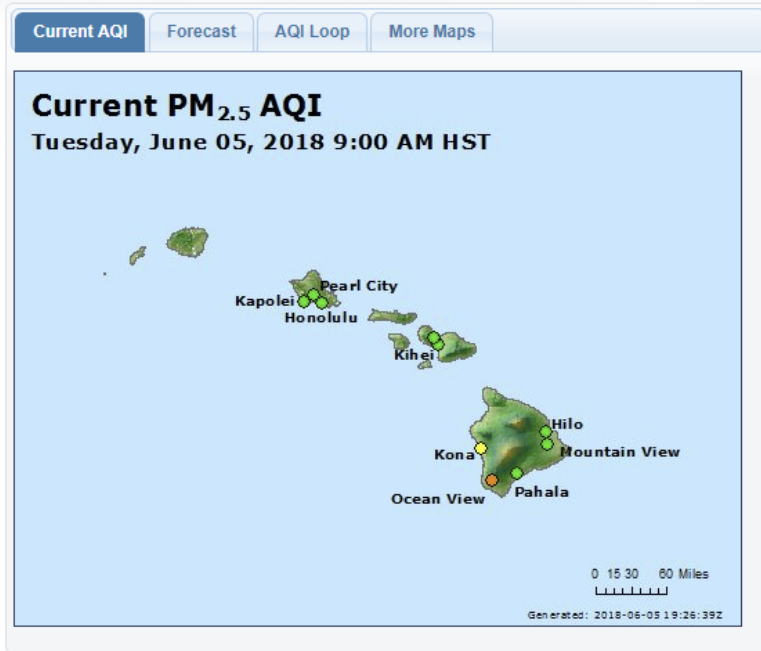 Current AQI Forecast AQI Loop More Maps
Current PM2.5 AQI
Tuesday, June 05, 2018 9:00 AM HST
Pearl City
Kapolei
Honolulu
Kihei
Hilo
Kona
Mountain View
Pahala
Ocean View
0 15 30 60 Miles
Generated: 2018-06-05 19:26:39Z